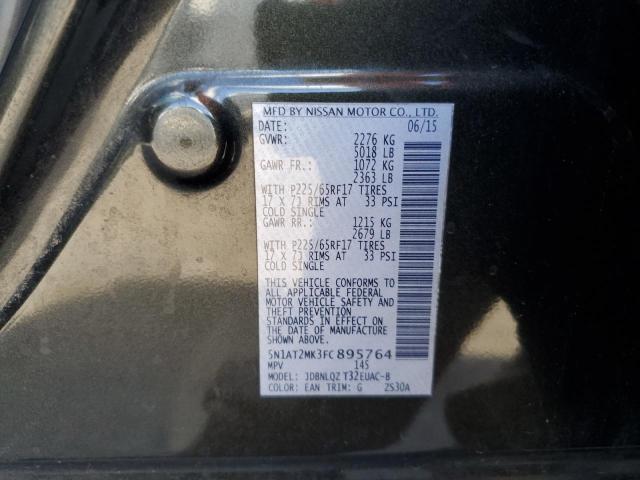 MFD BY NISSAN MOTOR CO., LTD.
DATE: 06/15
GVWR: 2276 KG
5018 LB
GAWR FR.: 1072 KG
2363 LB
WITH P225/65RF17 TIRES
17 X 7J RIMS AT 33 PSI
COLD SINGLE
GAWR RR.: 1215 KG
2679 LB
WITH P225/65RF17 TIRES
17 X 7J RIMS AT 33 PSI
COLD SINGLE
THIS VEHICLE CONFORMS TO
ALL APPLICABLE FEDERAL
MOTOR VEHICLE SAFETY AND
THEFT PREVENTION
STANDARDS IN EFFECT ON
THE DATE OF MANUFACTURE
SHOWN ABOVE.
5N1AT2MK3FC895764
MPV 145
MODEL: JDBNLQZ T32EUAC-B
COLOR: EAN TRIM: G 2S30A